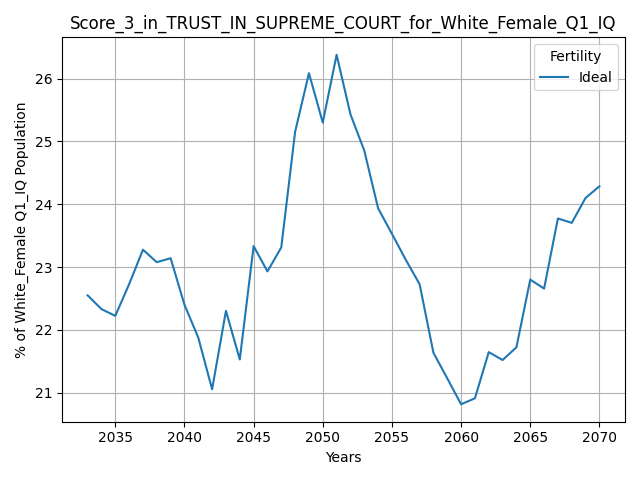 Score_3_in_TRUST_IN_SUPREME_COURT_for_White_Female_Q1_IQ
Fertility
Ideal
% of White_Female Q1_IQ Population
26
25
24
23
22
21
2035 2040 2045 2050 2055 2060 2065 2070
Years